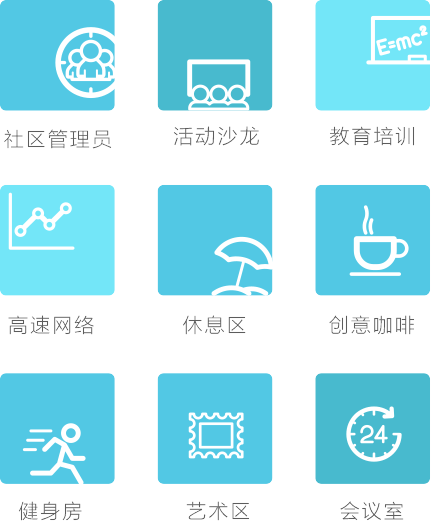 E=mc²
社区管理员
活动沙龙
教育培训
高速网络
休息区
创意咖啡
24
健身房
艺术区
会议室